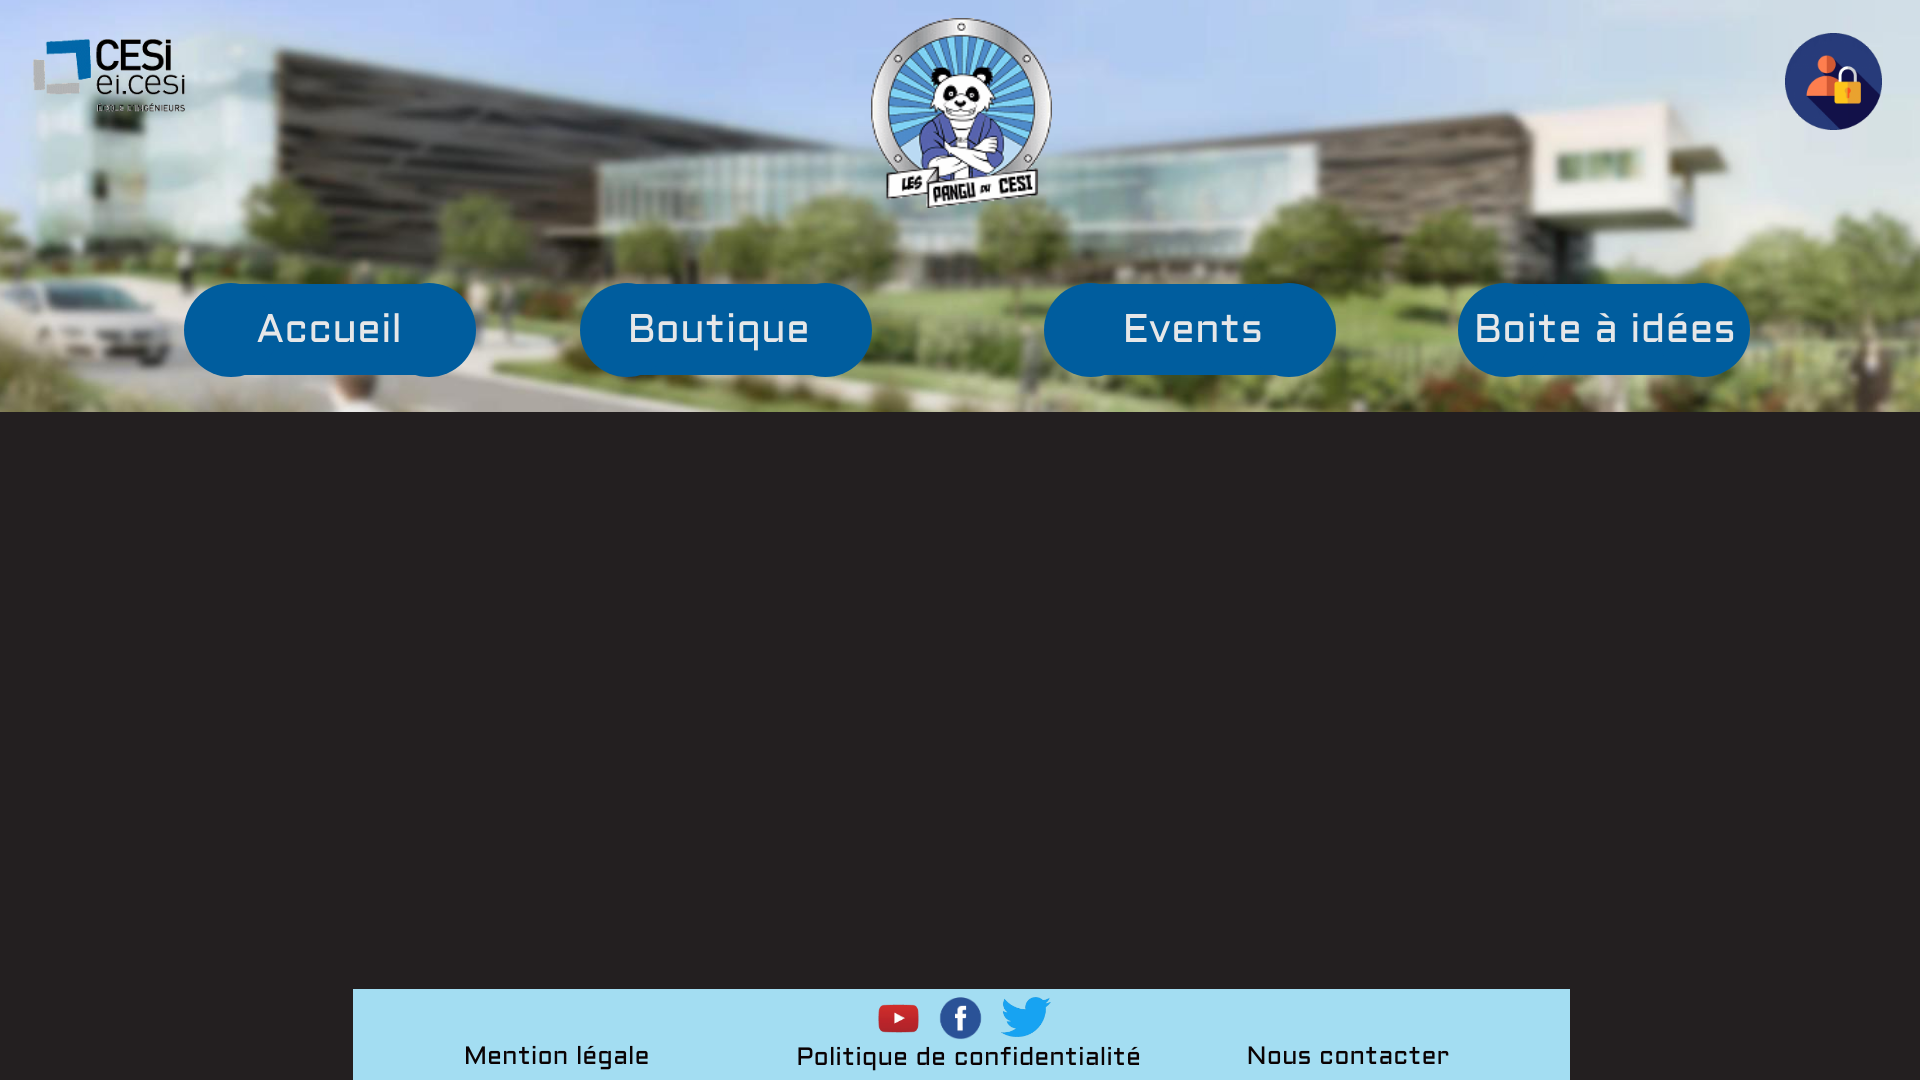 CESi
ei.cesi
ÉCOLE D'INGÉNIEURS
LES PANGU DU CESI
Accueil
Boutique
Events
Boite à idées
Mention légale
Politique de confidentialité
Nous contacter